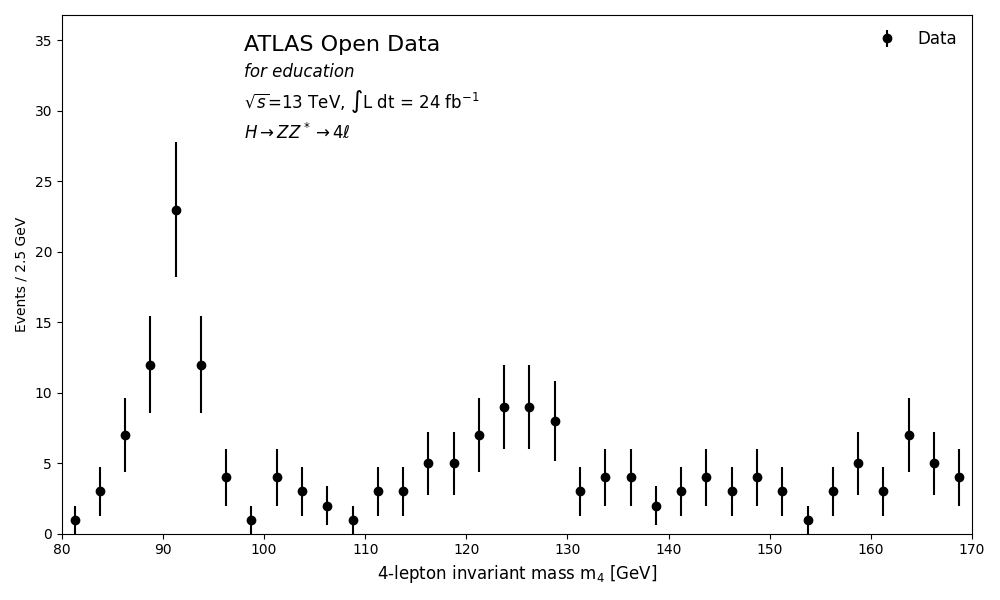 ATLAS Open Data
for education
√s=13 TeV, ∫L dt = 24 fb⁻¹
H→ZZ*→4ℓ
Data
Events / 2.5 GeV
35
30
25
20
15
10
5
0
80 90 100 110 120 130 140 150 160 170
4-lepton invariant mass m₄ [GeV]